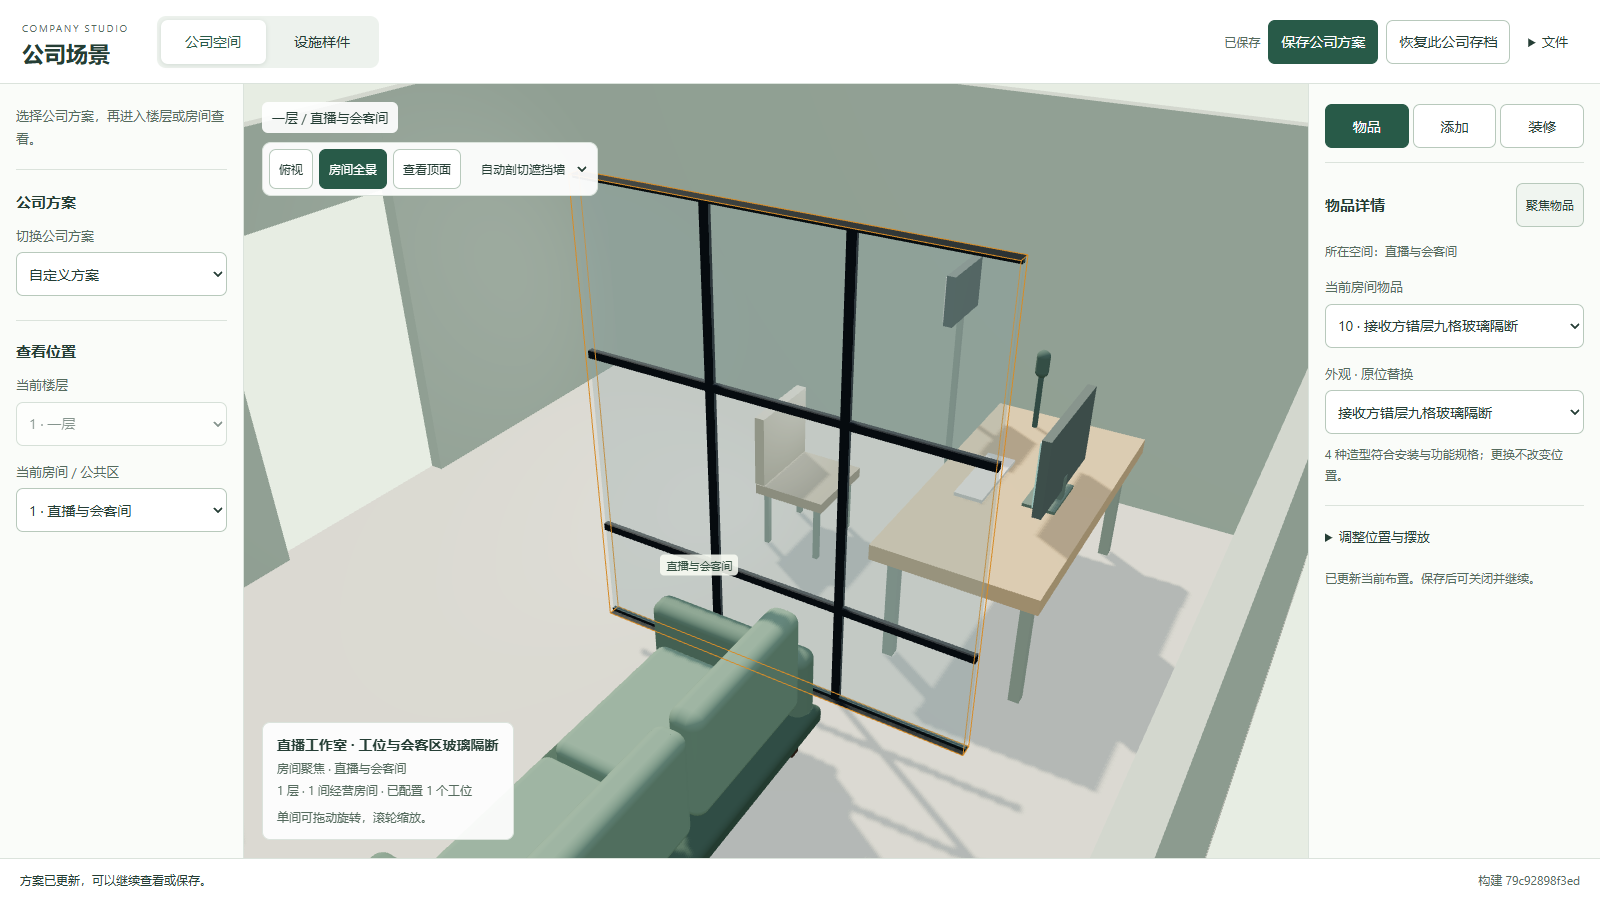 COMPANY STUDIO
公司场景
公司空间
设施样件
已保存
保存公司方案
恢复此公司存档
文件
选择公司方案，再进入楼层或房间查
看。
公司方案
切换公司方案
自定义方案
查看位置
当前楼层
1 · 一层
当前房间 / 公共区
1 · 直播与会客间
一层 / 直播与会客间
俯视
房间全景
查看顶面
自动剖切遮挡墙
直播与会客间
直播工作室 · 工位与会客区玻璃隔断
房间聚焦 · 直播与会客间
1 层 · 1 间经营房间 · 已配置 1 个工位
单间可拖动旋转，滚轮缩放。
物品
添加
装修
物品详情
聚焦物品
所在空间：直播与会客间
当前房间物品
10 · 接收方错层九格玻璃隔断
外观 · 原位替换
接收方错层九格玻璃隔断
4 种造型符合安装与功能规格；更换不改变位
置。
调整位置与摆放
已更新当前布置。保存后可关闭并继续。
方案已更新，可以继续查看或保存。
构建 79c92898f3ed